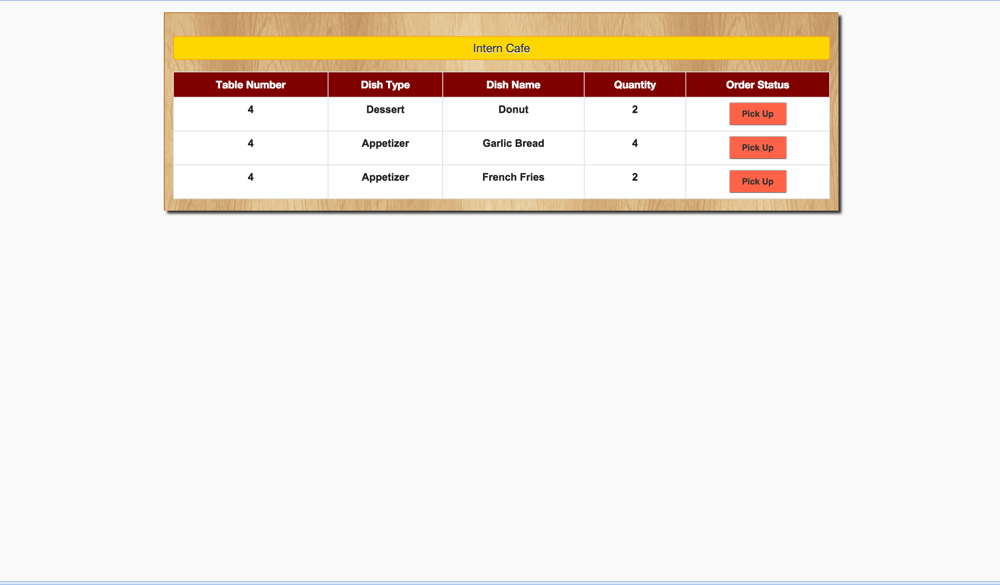 Intern Cafe
Table Number Dish Type Dish Name Quantity Order Status
4 Dessert Donut 2 Pick Up
4 Appetizer Garlic Bread 4 Pick Up
4 Appetizer French Fries 2 Pick Up